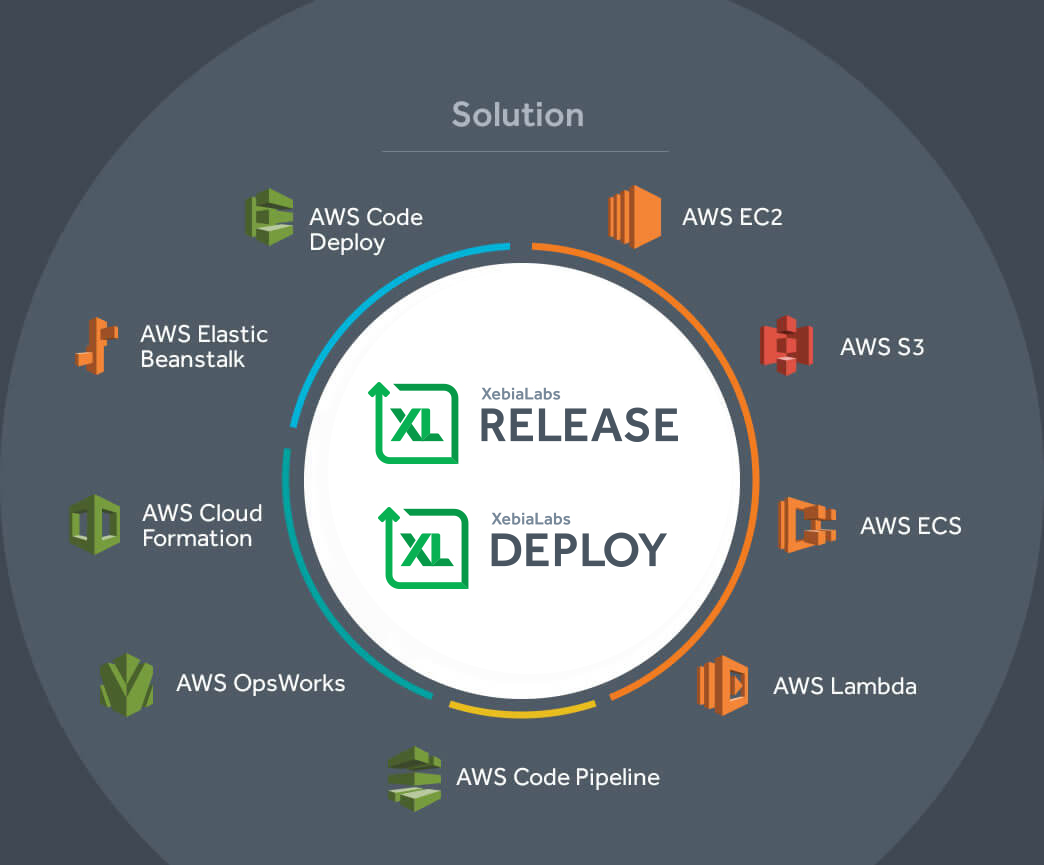 Solution
AWS Code
Deploy
AWS EC2
AWS Elastic
Beanstalk
AWS S3
XL
XebiaLabs
RELEASE
AWS Cloud
Formation
XL
XebiaLabs
DEPLOY
AWS ECS
AWS OpsWorks
AWS Lambda
AWS Code Pipeline